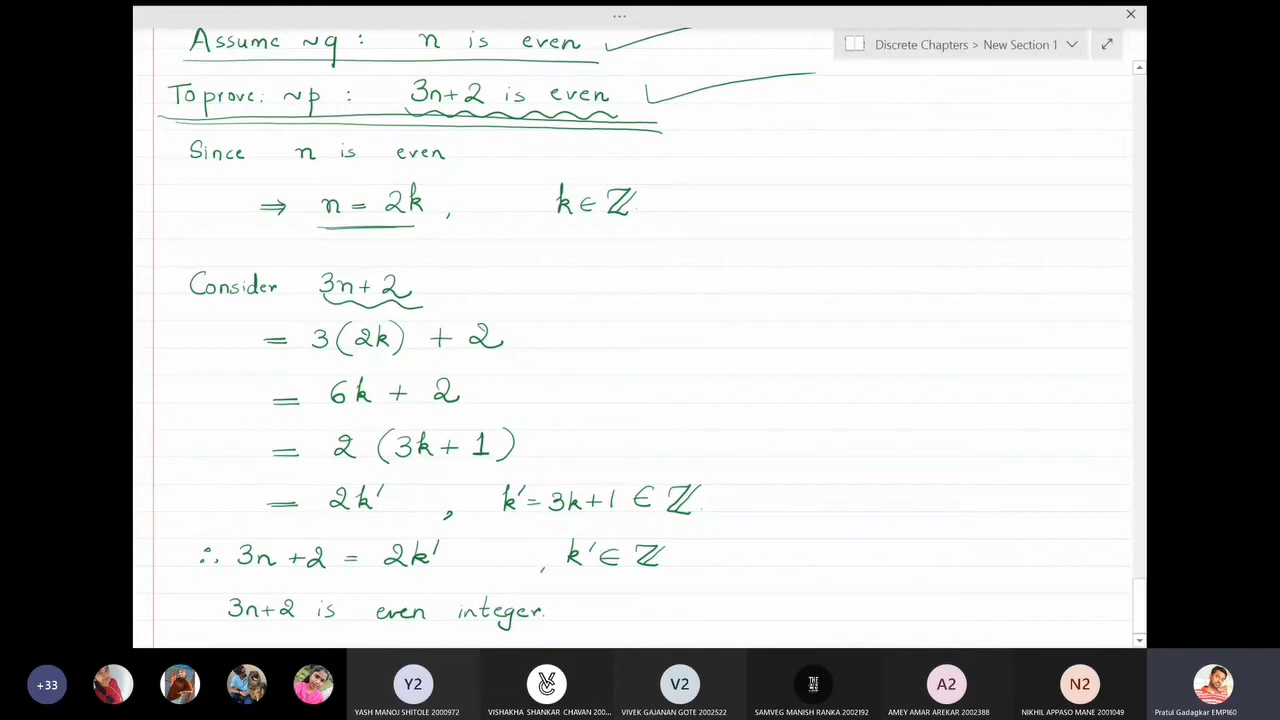 Assume ~q : n is even
Discrete Chapters > New Section 1
To prove: ~p : 3n+2 is even
Since n is even
⇒ n = 2k , k ∈ ℤ.
Consider 3n+2
= 3(2k) + 2
= 6k + 2
= 2 (3k+1)
= 2k' , k' = 3k+1 ∈ ℤ.
∴ 3n+2 = 2k' , k' ∈ ℤ
3n+2 is even integer.
+33
Y2
V2
THE
A2
N2
YASH MANOJ SHITOLE 2000972
VISHAKHA SHANKAR CHAVAN 200...
VIVEK GAJANAN GOTE 2002522
SAMVEG MANISH RANKA 2002192
AMEY AMAR AREKAR 2002388
NIKHIL APPASO MANE 2001049
Pratul Gadagkar EMP160